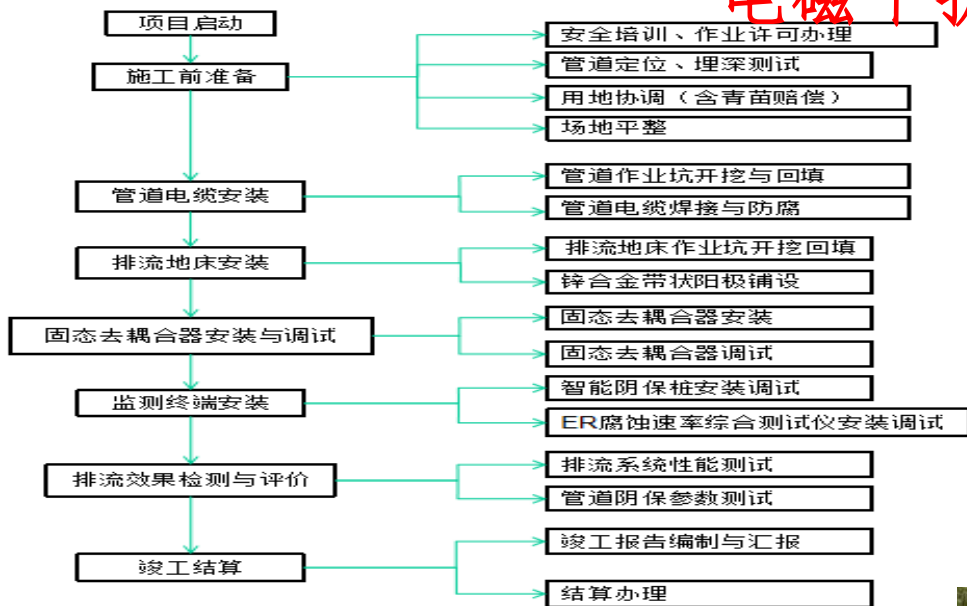 电磁干扰
项目启动
安全培训、作业许可办理
施工前准备
管道定位、埋深测试
用地协调（含青苗赔偿）
场地平整
管道电缆安装
管道作业坑开挖与回填
管道电缆焊接与防腐
排流地床安装
排流地床作业坑开挖回填
锌合金带状阳极铺设
固态去耦合器安装与调试
固态去耦合器安装
固态去耦合器调试
监测终端安装
智能阴保桩安装调试
ER腐蚀速率综合测试仪安装调试
排流效果检测与评价
排流系统性能测试
管道阴保参数测试
竣工结算
竣工报告编制与汇报
结算办理